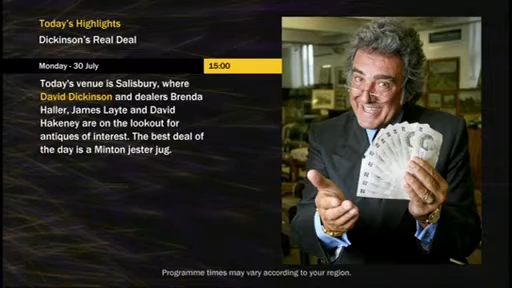 Today's Highlights
Dickinson's Real Deal
Monday - 30 July
15:00
Today's venue is Salisbury, where
David Dickinson and dealers Brenda
Haller, James Layte and David
Hakeney are on the lookout for
antiques of interest. The best deal of
the day is a Minton jester jug.
Programme times may vary according to your region.